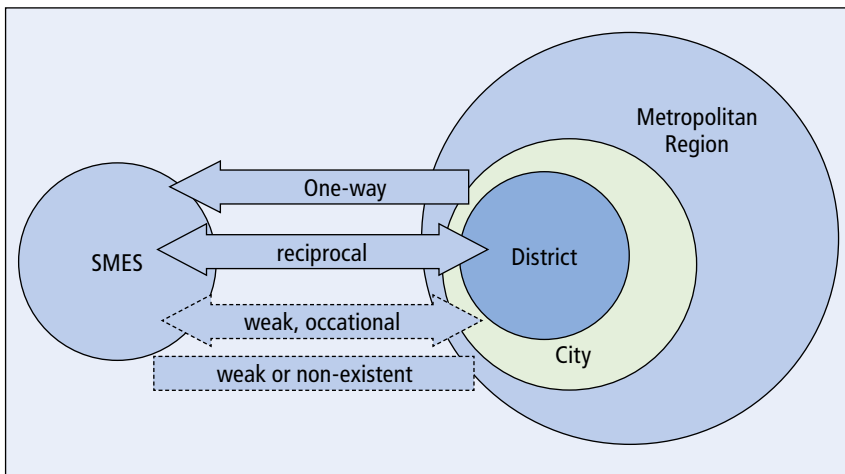 Metropolitan
Region
One-way
SMES
reciprocal
District
weak, occational
City
weak or non-existent